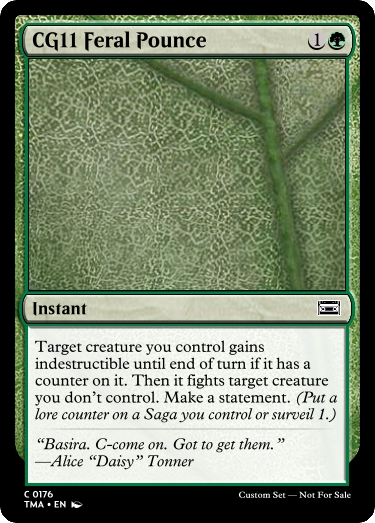 CG11 Feral Pounce 1
Instant
Target creature you control gains
indestructible until end of turn if it has a
counter on it. Then it fights target creature
you don't control. Make a statement. (Put a
lore counter on a Saga you control or surveil 1.)
“Basira. C-come on. Got to get them.”
—Alice “Daisy” Tonner
C 0176
TMA • EN
Custom Set — Not For Sale